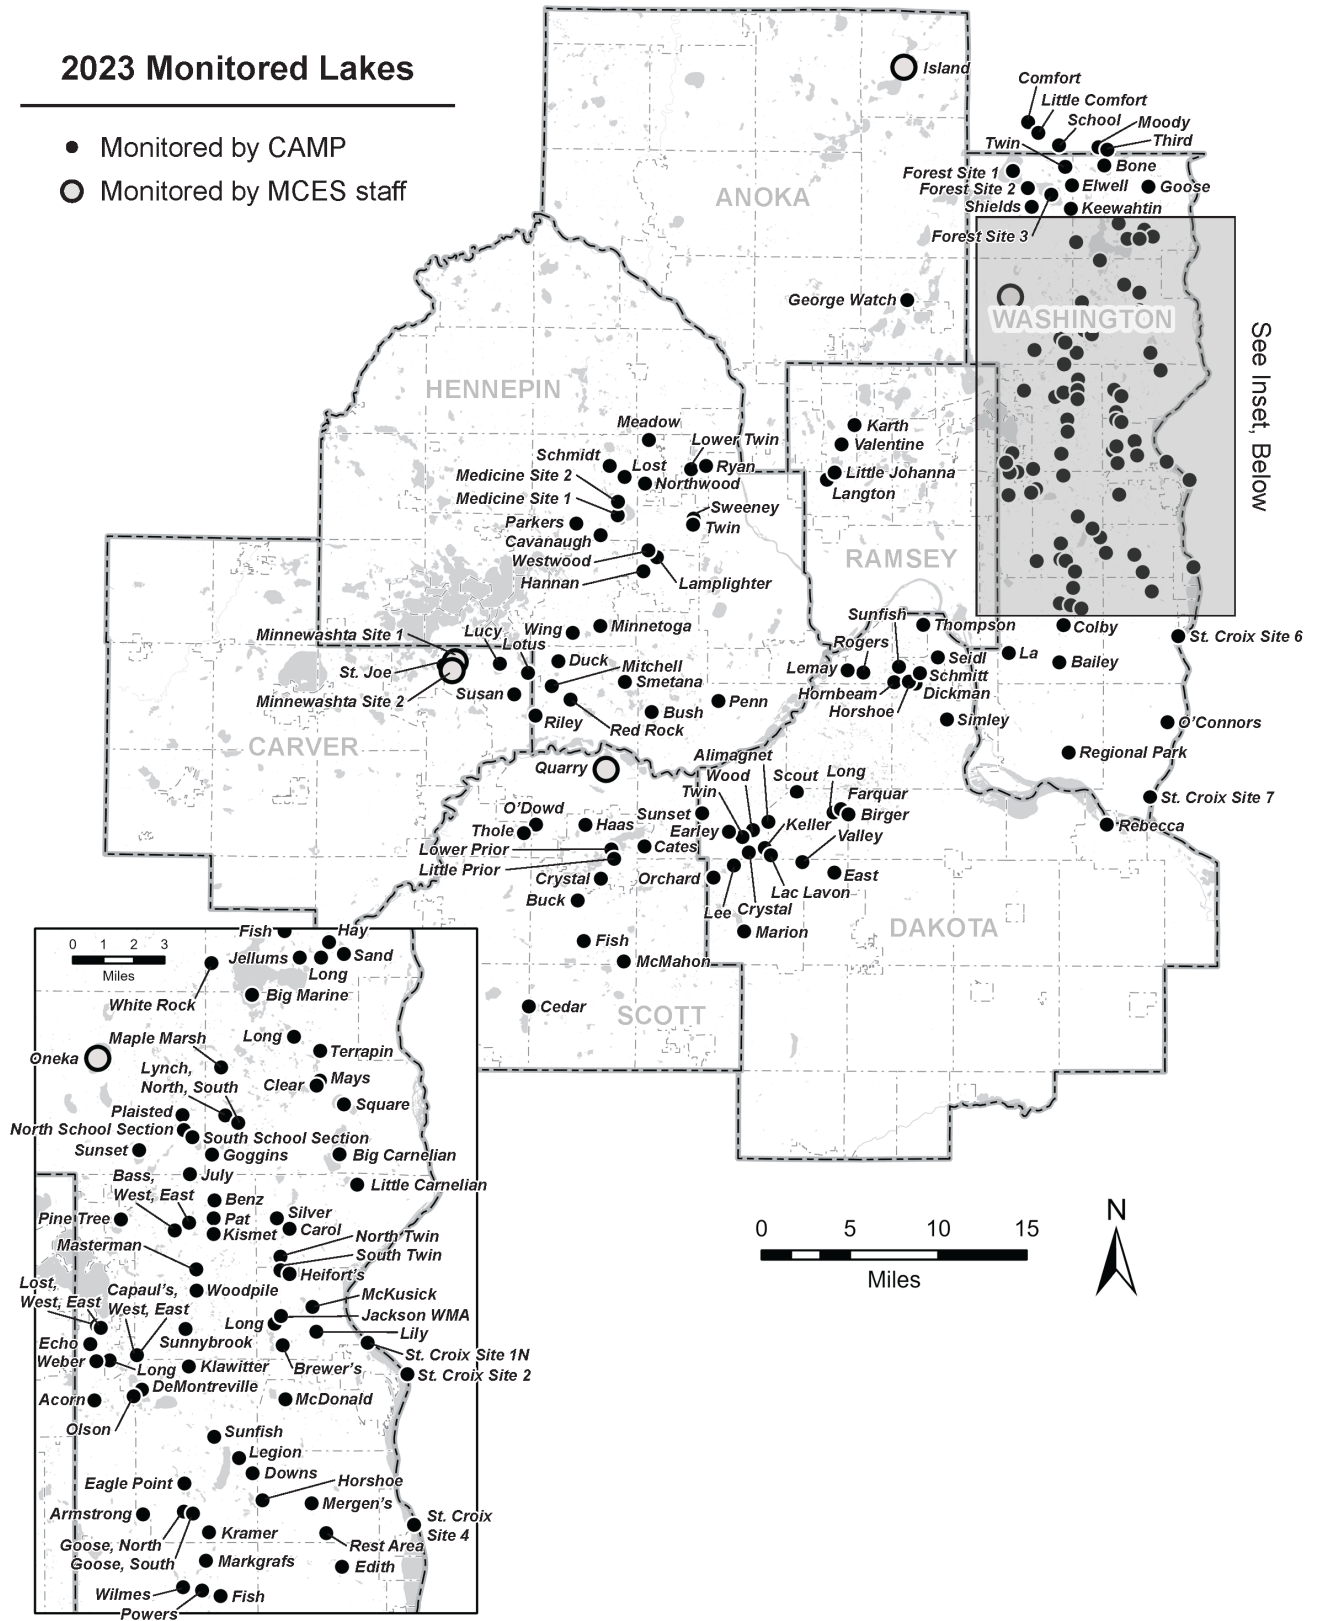 2023 Monitored Lakes
Monitored by CAMP
Monitored by MCES staff
Island
Comfort
Little Comfort
School
Moody
Third
Twin
Bone
Forest Site 1
Forest Site 2
Elwell
Goose
Shields
Keewahtin
Forest Site 3
ANOKA
George Watch
WASHINGTON
See Inset, Below
HENNEPIN
Meadow
Lower Twin
Schmidt
Lost
Ryan
Medicine Site 2
Northwood
Medicine Site 1
Sweeney
Parkers
Twin
Cavanaugh
Westwood
Hannan
Lamplighter
Karth
Valentine
Little Johanna
Langton
RAMSEY
Minnewashta Site 1
Lucy
Wing
Minnetoga
Lotus
St. Joe
Duck
Mitchell
Smetana
Minnewashta Site 2
Susan
Penn
Bush
Riley
Red Rock
CARVER
Sunfish
Thompson
Rogers
Lemay
Seidl
Schmitt
Hornbeam
Dickman
Horshoe
Simley
Colby
St. Croix Site 6
La
Bailey
O'Connors
Regional Park
St. Croix Site 7
Rebecca
Quarry
Alimagnet
Wood
Scout
Long
Twin
Farquar
O'Dowd
Sunset
Birger
Thole
Haas
Earley
Keller
Valley
Lower Prior
Cates
Little Prior
Crystal
Orchard
East
Lac Lavon
Buck
Lee
Crystal
Marion
DAKOTA
Fish
McMahon
Cedar
SCOTT
0 1 2 3
Miles
Fish
Hay
Jellums
Sand
Long
White Rock
Big Marine
Maple Marsh
Long
Oneka
Terrapin
Lynch,
North, South
Clear
Mays
Square
Plaisted
North School Section
South School Section
Sunset
Goggins
Big Carnelian
Bass,
West, East
July
Little Carnelian
Benz
Pine Tree
Pat
Silver
Kismet
Carol
North Twin
Masterman
South Twin
Heifort's
Lost,
West, East
Capaul's,
West, East
Woodpile
McKusick
Long
Jackson WMA
Echo
Sunnybrook
Lily
St. Croix Site 1N
Weber
Long
Klawitter
Brewer's
St. Croix Site 2
DeMontreville
Acorn
McDonald
Olson
Sunfish
Legion
Downs
Eagle Point
Horshoe
Mergen's
Armstrong
St. Croix
Site 4
Goose, North
Kramer
Goose, South
Rest Area
Markgrafs
Edith
Wilmes
Fish
Powers
N
0 5 10 15
Miles